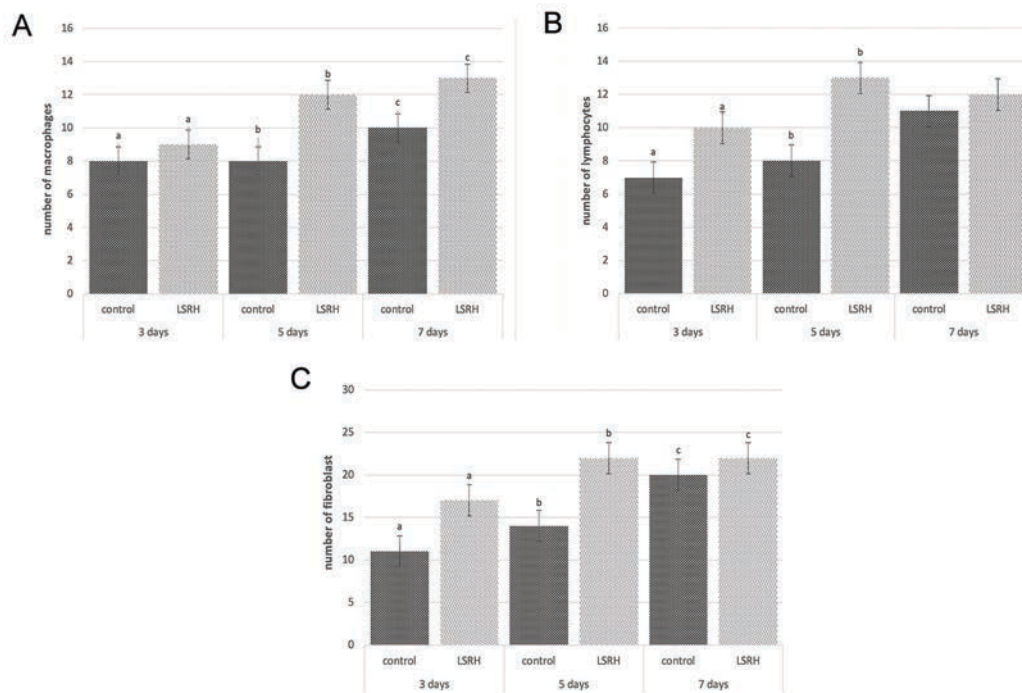 A
number of macrophages
16
14
12
10
8
6
4
2
0
a
a
b
b
c
c
control LSRH control LSRH control LSRH
3 days 5 days 7 days
B
number of lymphocytes
16
14
12
10
8
6
4
2
0
a
a
b
b
control LSRH control LSRH control LSRH
3 days 5 days 7 days
C
number of fibroblast
30
25
20
15
10
5
0
a
a
b
b
c
c
control LSRH control LSRH control LSRH
3 days 5 days 7 days